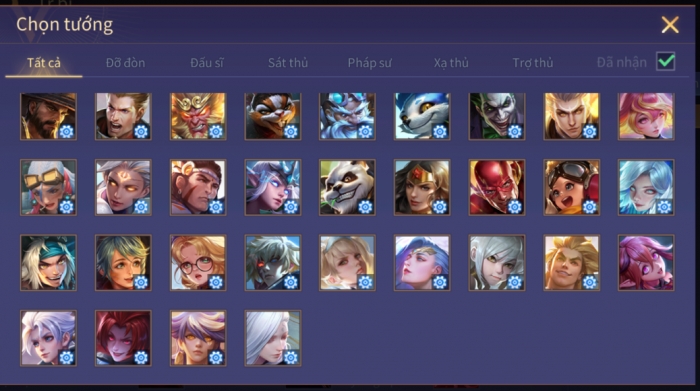 Chọn tướng
Tất cả Đỡ đòn Đấu sĩ Sát thủ Pháp sư Xạ thủ Trợ thủ Đã nhận